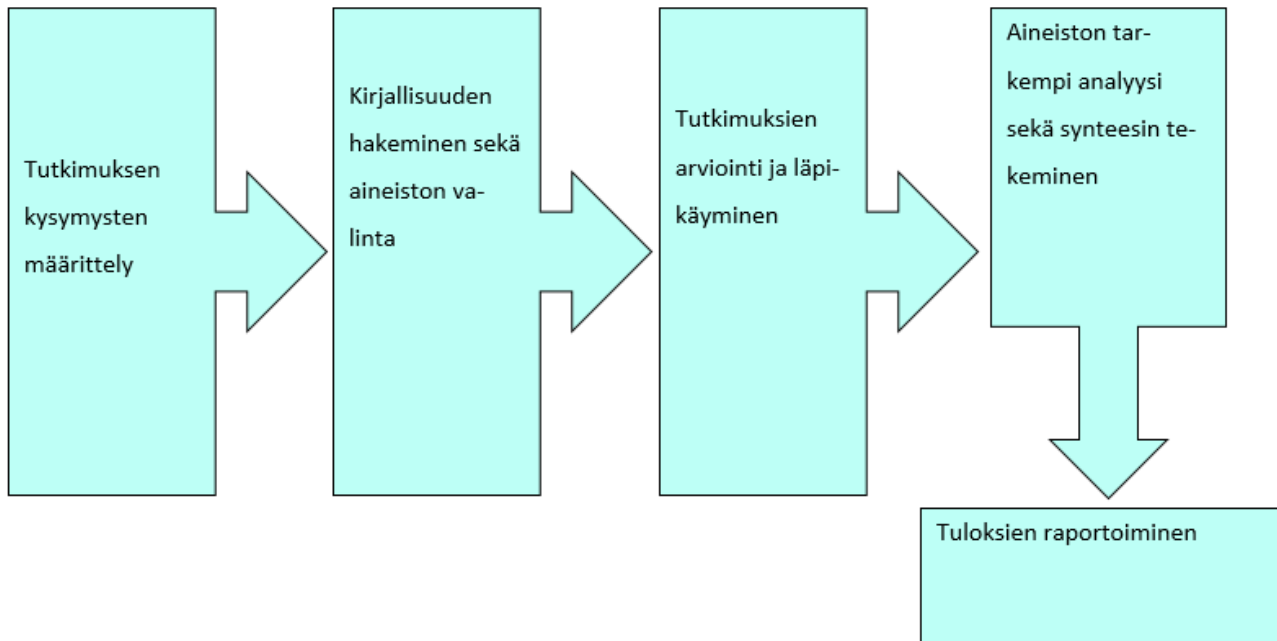 Tutkimuksen
kysymysten
määrittely
Kirjallisuuden
hakeminen sekä
aineiston va-
linta
Tutkimuksien
arviointi ja läpi-
käyminen
Aineiston tar-
kempi analyysi
sekä synteesin te-
keminen
Tuloksien raportoiminen